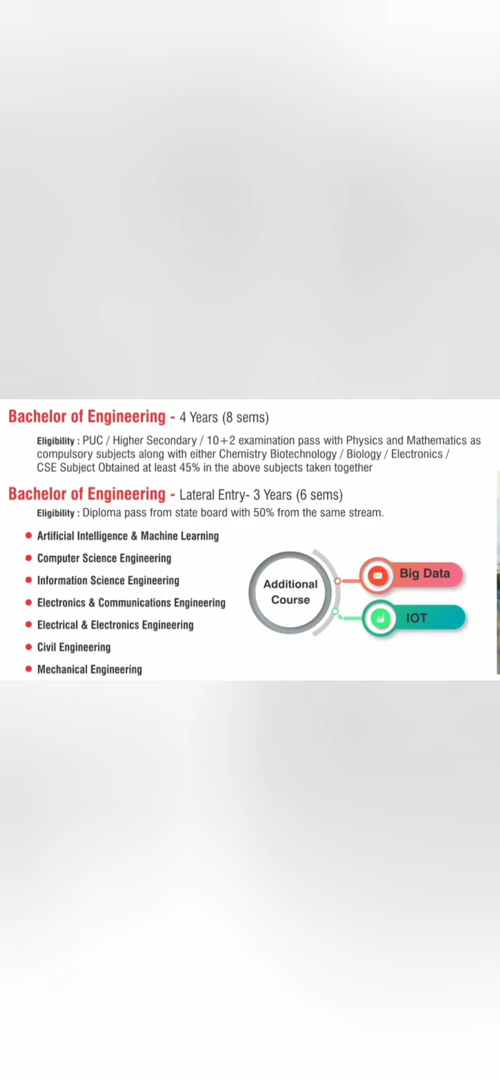 Bachelor of Engineering - 4 Years (8 sems)
Eligibility : PUC / Higher Secondary / 10+2 examination pass with Physics and Mathematics as
compulsory subjects along with either Chemistry Biotechnology / Biology / Electronics /
CSE Subject Obtained at least 45% in the above subjects taken together
Bachelor of Engineering - Lateral Entry- 3 Years (6 sems)
Eligibility : Diploma pass from state board with 50% from the same stream.
Artificial Intelligence & Machine Learning
Computer Science Engineering
Information Science Engineering
Electronics & Communications Engineering
Electrical & Electronics Engineering
Civil Engineering
Mechanical Engineering
Additional
Course
Big Data
IOT